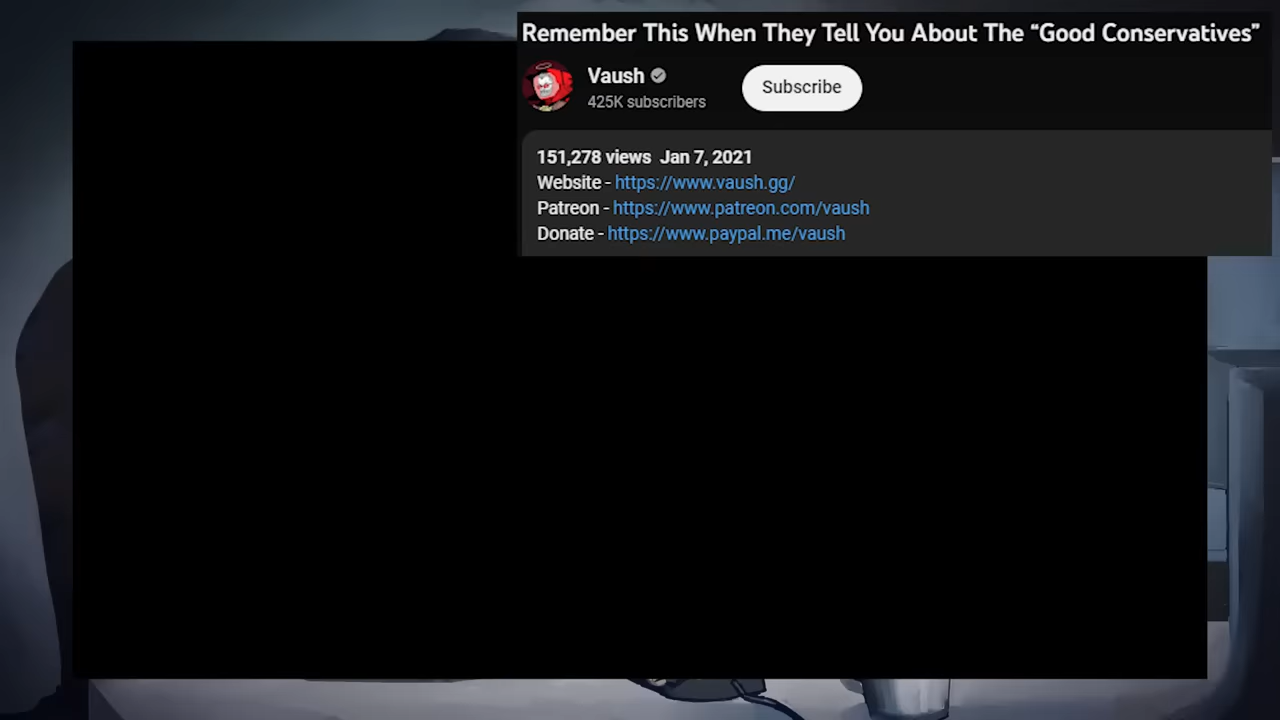 Remember This When They Tell You About The “Good Conservatives”
Vaush
425K subscribers
Subscribe
151,278 views Jan 7, 2021
Website - https://www.vaush.gg/
Patreon - https://www.patreon.com/vaush
Donate - https://www.paypal.me/vaush